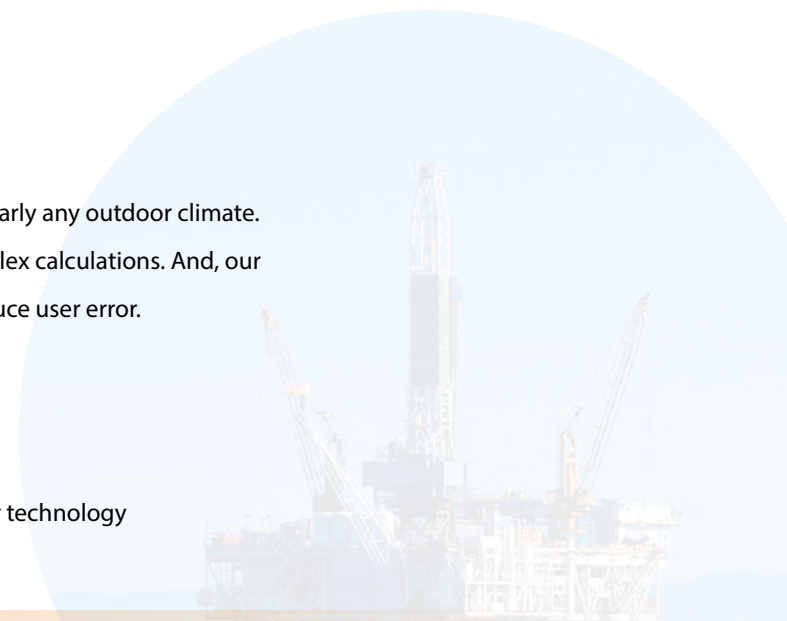 arly any outdoor climate.
lex calculations. And, our
uce user error.
technology